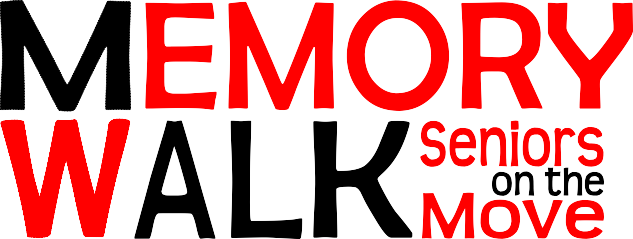 MEMORY
WALK
Seniors
on the
Move